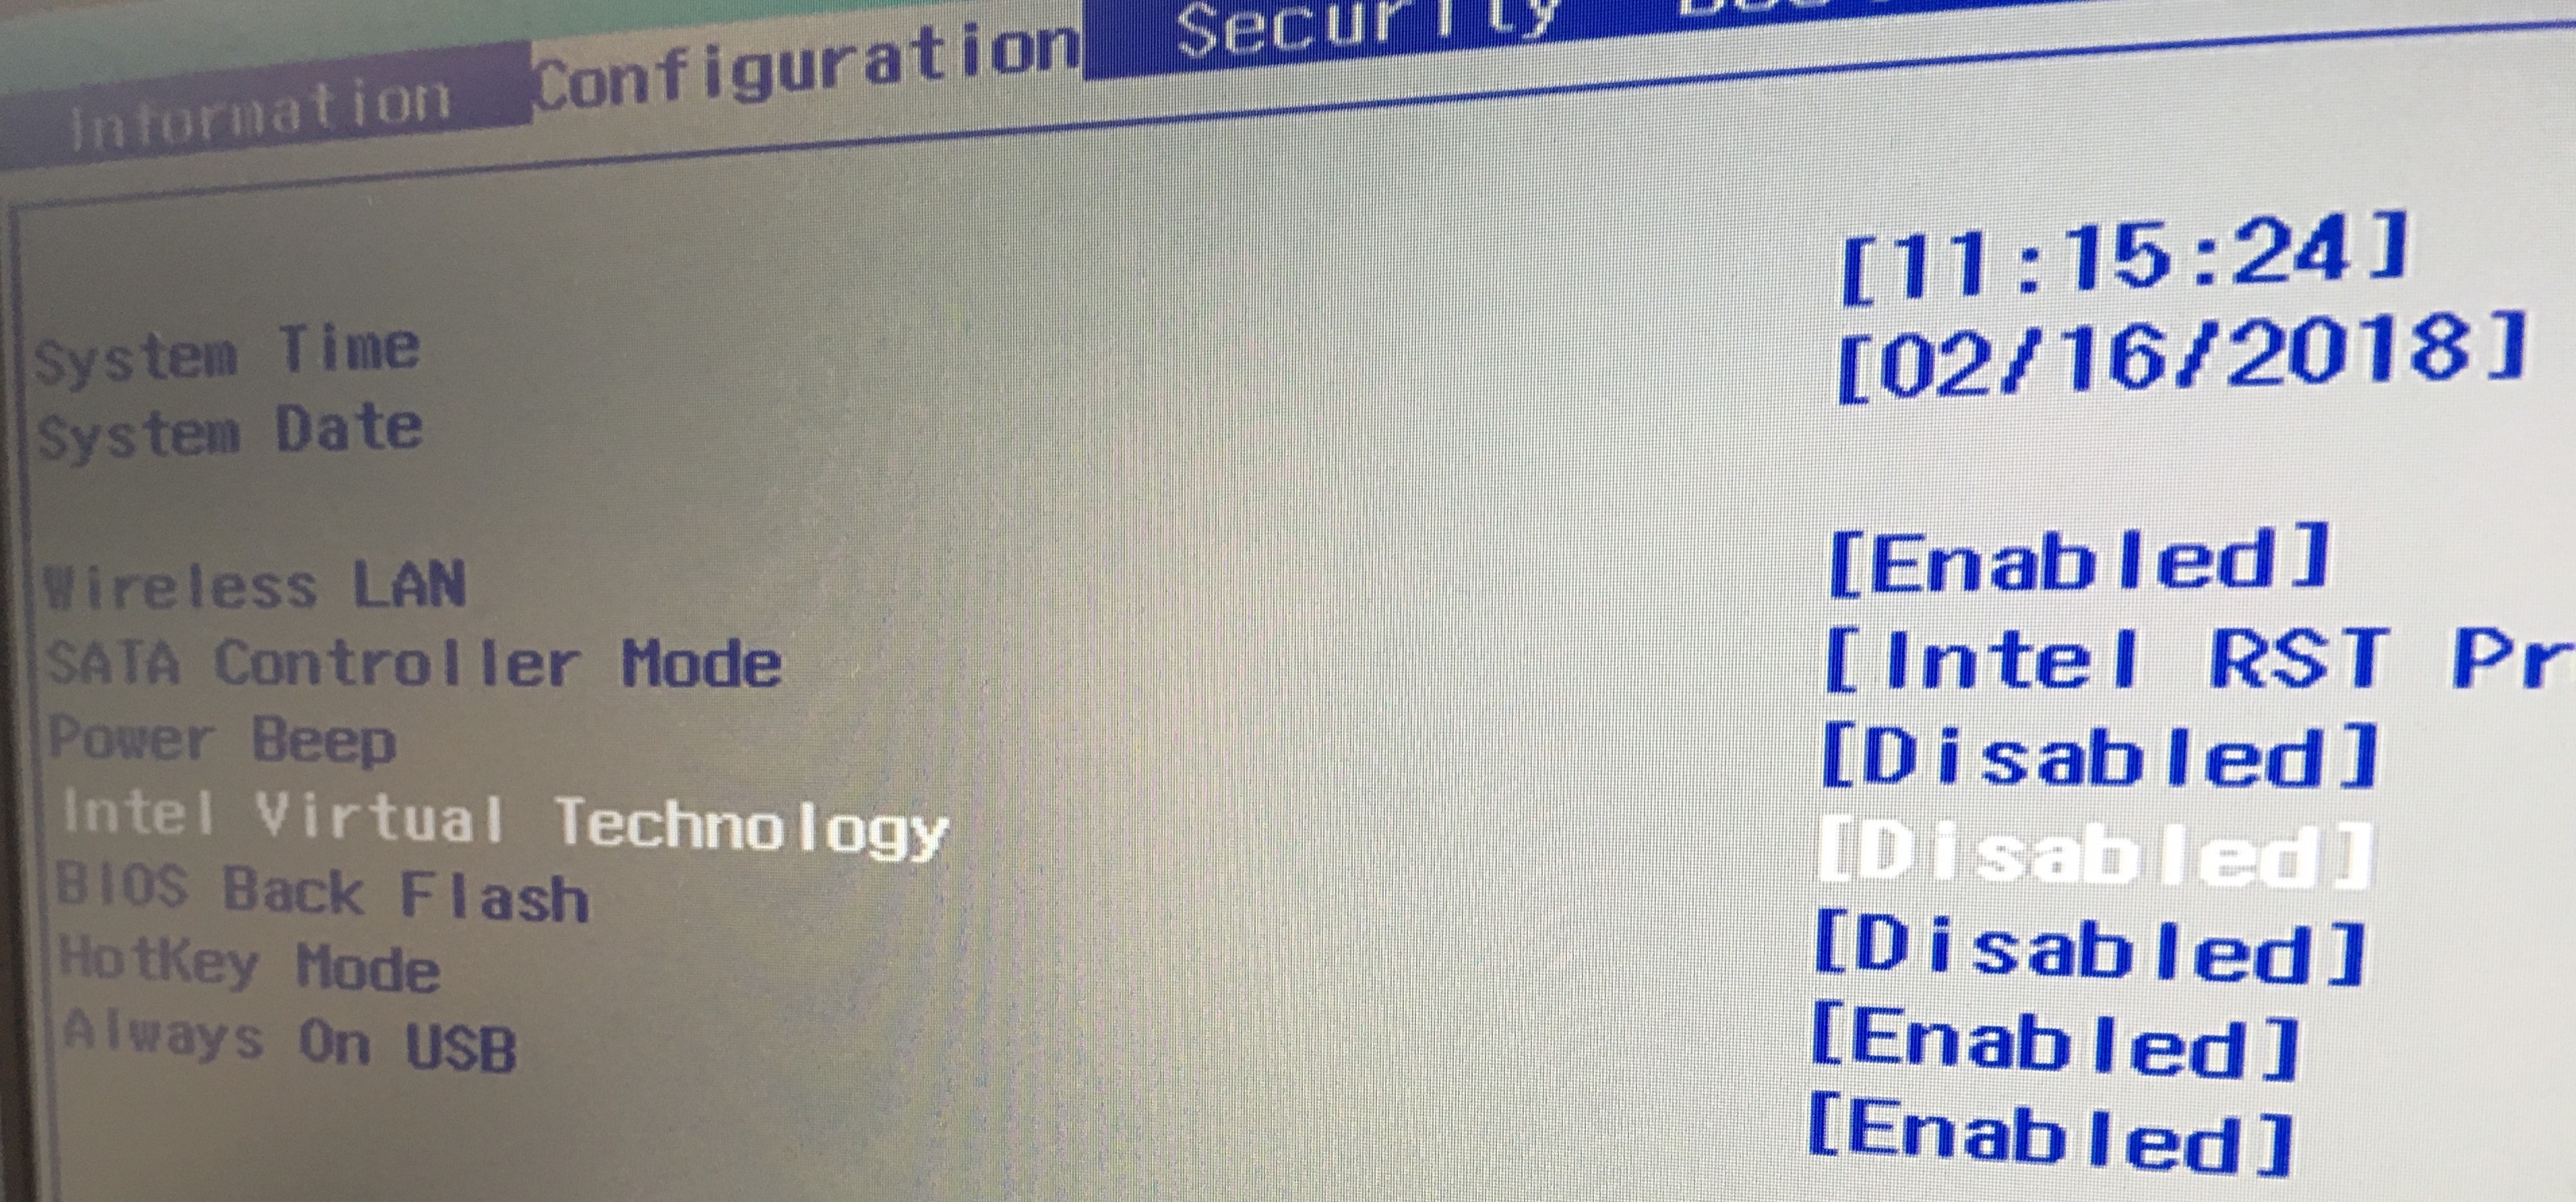 Information Configuration Security
System Time [11:15:24]
System Date [02/16/2018]
Wireless LAN [Enabled]
SATA Controller Mode [Intel RST Pr
Power Beep [Disabled]
Intel Virtual Technology [Disabled]
BIOS Back Flash [Disabled]
HotKey Mode [Enabled]
Always On USB [Enabled]